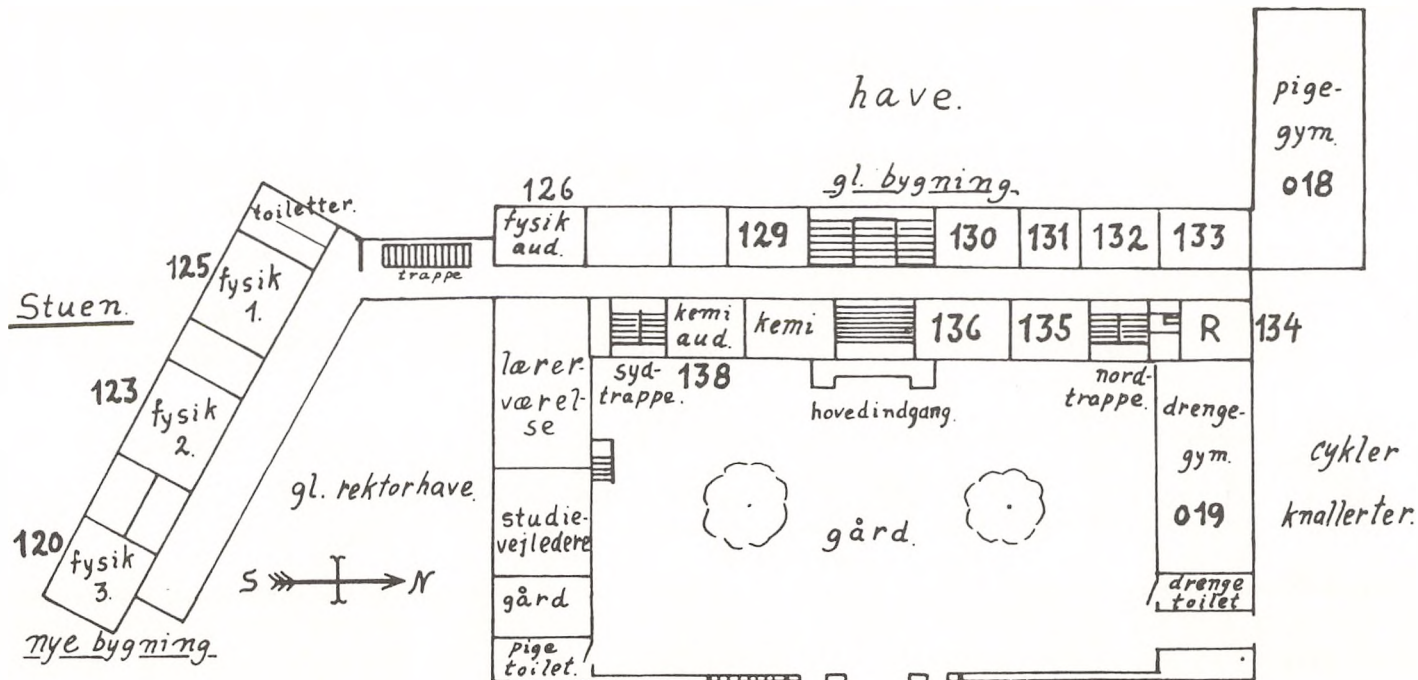 have.
pige-
gym.
018
gl. bygning.
126
fysik
aud.
129
130
131
132
133
toiletter.
trappe
125
fysik
1.
Stuen.
123
fysik
2.
120
fysik
3.
nye bygning
gl. rektorhave.
S N
lærer-
værel-
se
studie-
vejledere
gård
pige
toilet.
syd-
trappe.
kemi
aud.
138
kemi
hovedindgang.
136
135
nord-
trappe.
R
134
drenge-
gym.
019
drenge
toilet
gård.
cykler
knallerter.